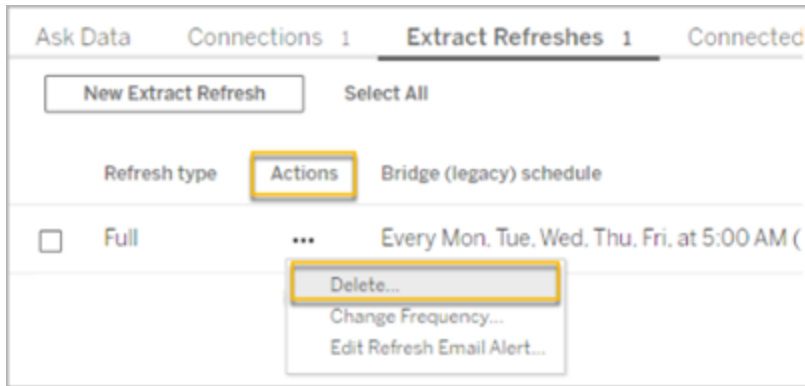 Ask Data Connections 1 Extract Refreshes 1 Connected
New Extract Refresh Select All
Refresh type Actions Bridge (legacy) schedule
Full ••• Every Mon, Tue, Wed, Thu, Fri, at 5:00 AM (
Delete...
Change Frequency...
Edit Refresh Email Alert...